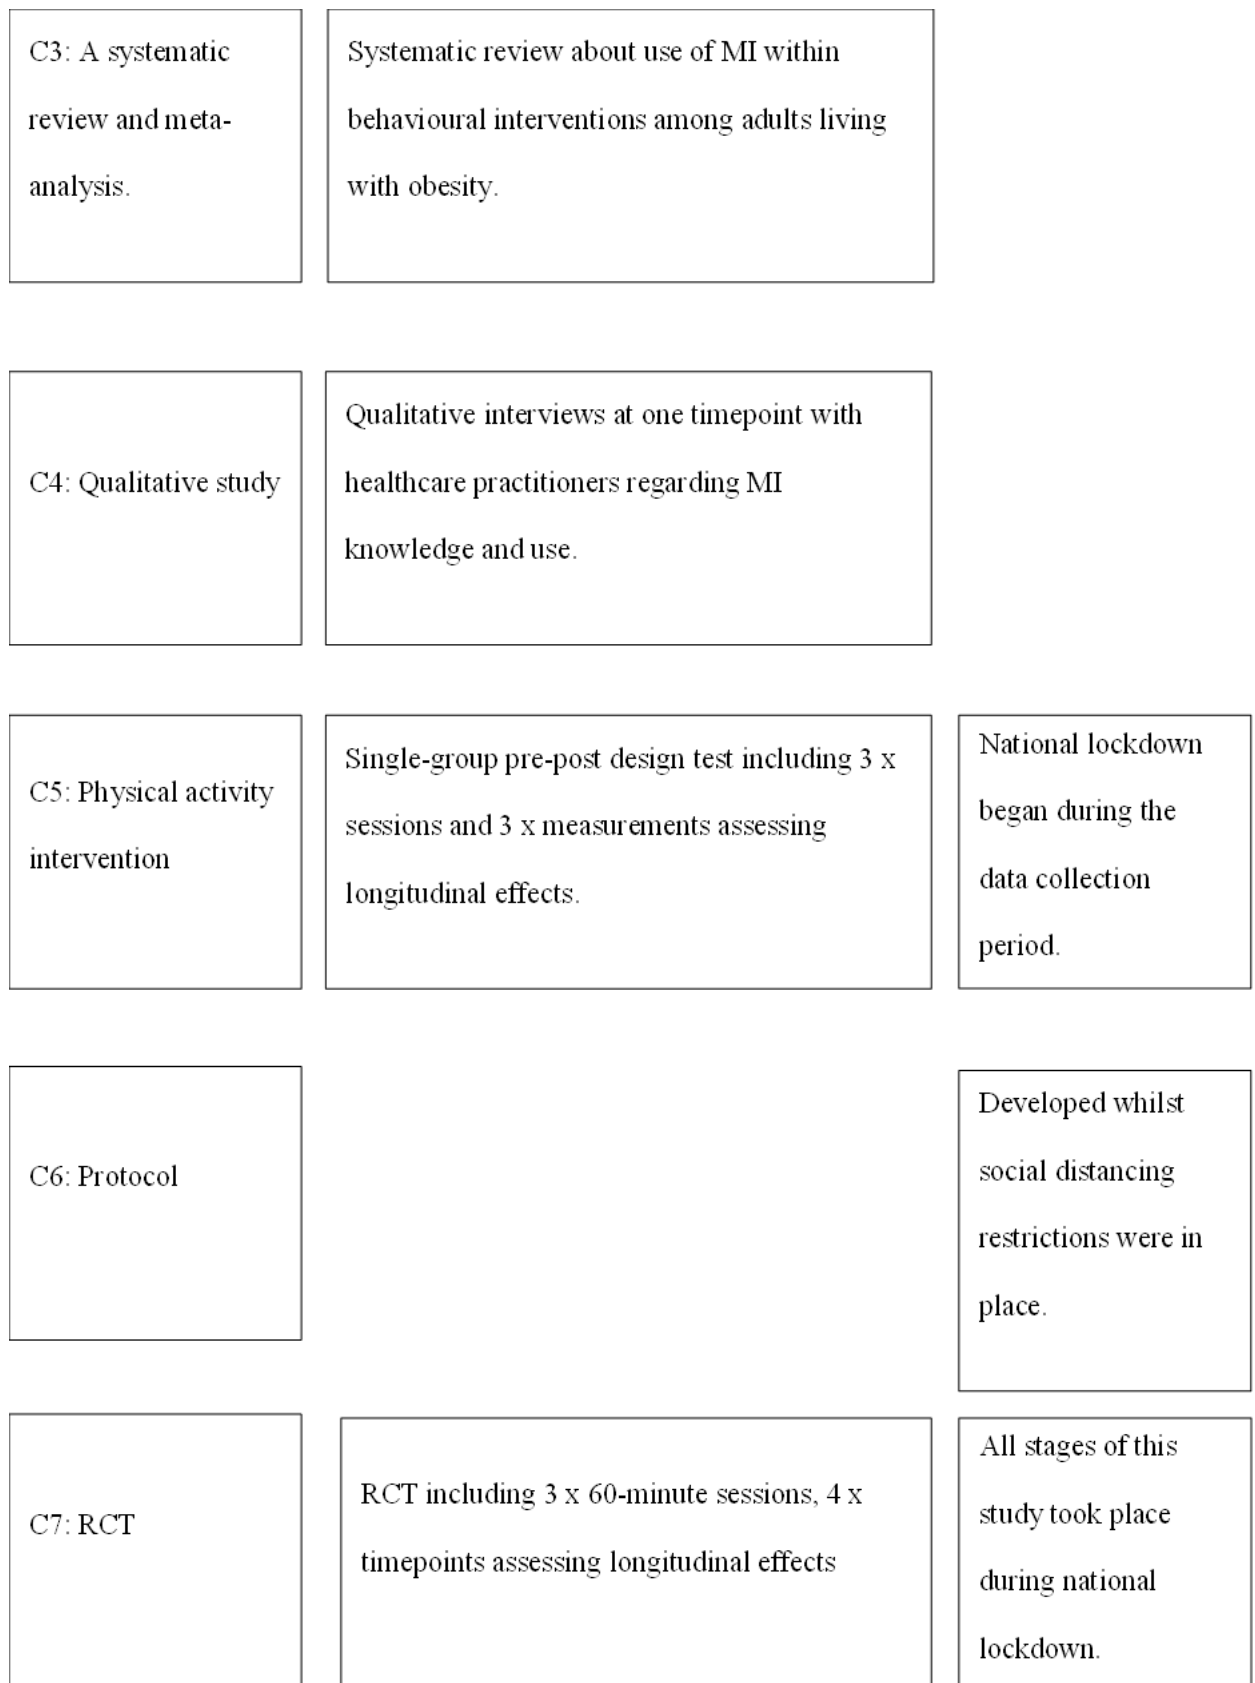 C3: A systematic
review and meta-
analysis.
Systematic review about use of MI within
behavioural interventions among adults living
with obesity.
C4: Qualitative study
Qualitative interviews at one timepoint with
healthcare practitioners regarding MI
knowledge and use.
C5: Physical activity
intervention
Single-group pre-post design test including 3 x
sessions and 3 x measurements assessing
longitudinal effects.
National lockdown
began during the
data collection
period.
C6: Protocol
Developed whilst
social distancing
restrictions were in
place.
C7: RCT
RCT including 3 x 60-minute sessions, 4 x
timepoints assessing longitudinal effects
All stages of this
study took place
during national
lockdown.